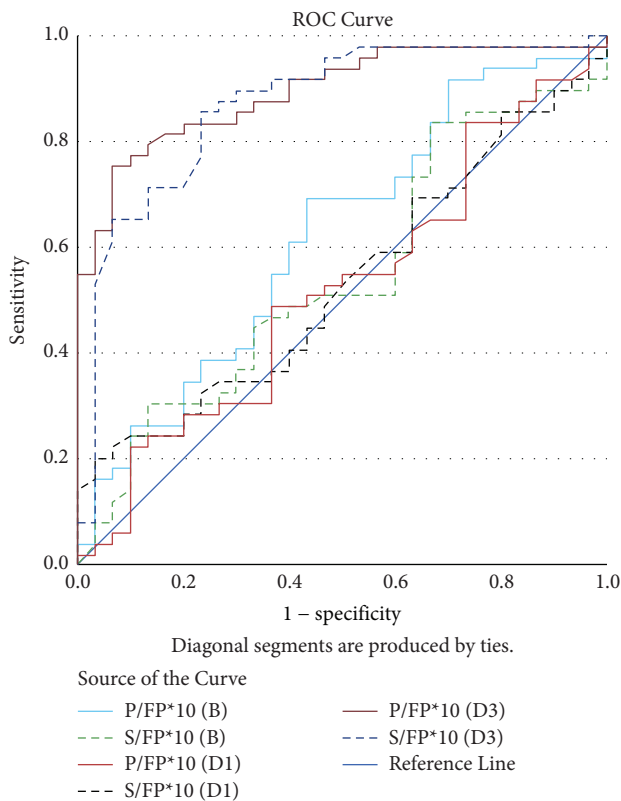 ROC Curve
1.0
0.8
0.6
0.4
0.2
0.0
Sensitivity
0.0 0.2 0.4 0.6 0.8 1.0
1 − specificity
Diagonal segments are produced by ties.
Source of the Curve
P/FP*10 (B)
S/FP*10 (B)
P/FP*10 (D1)
S/FP*10 (D1)
P/FP*10 (D3)
S/FP*10 (D3)
Reference Line